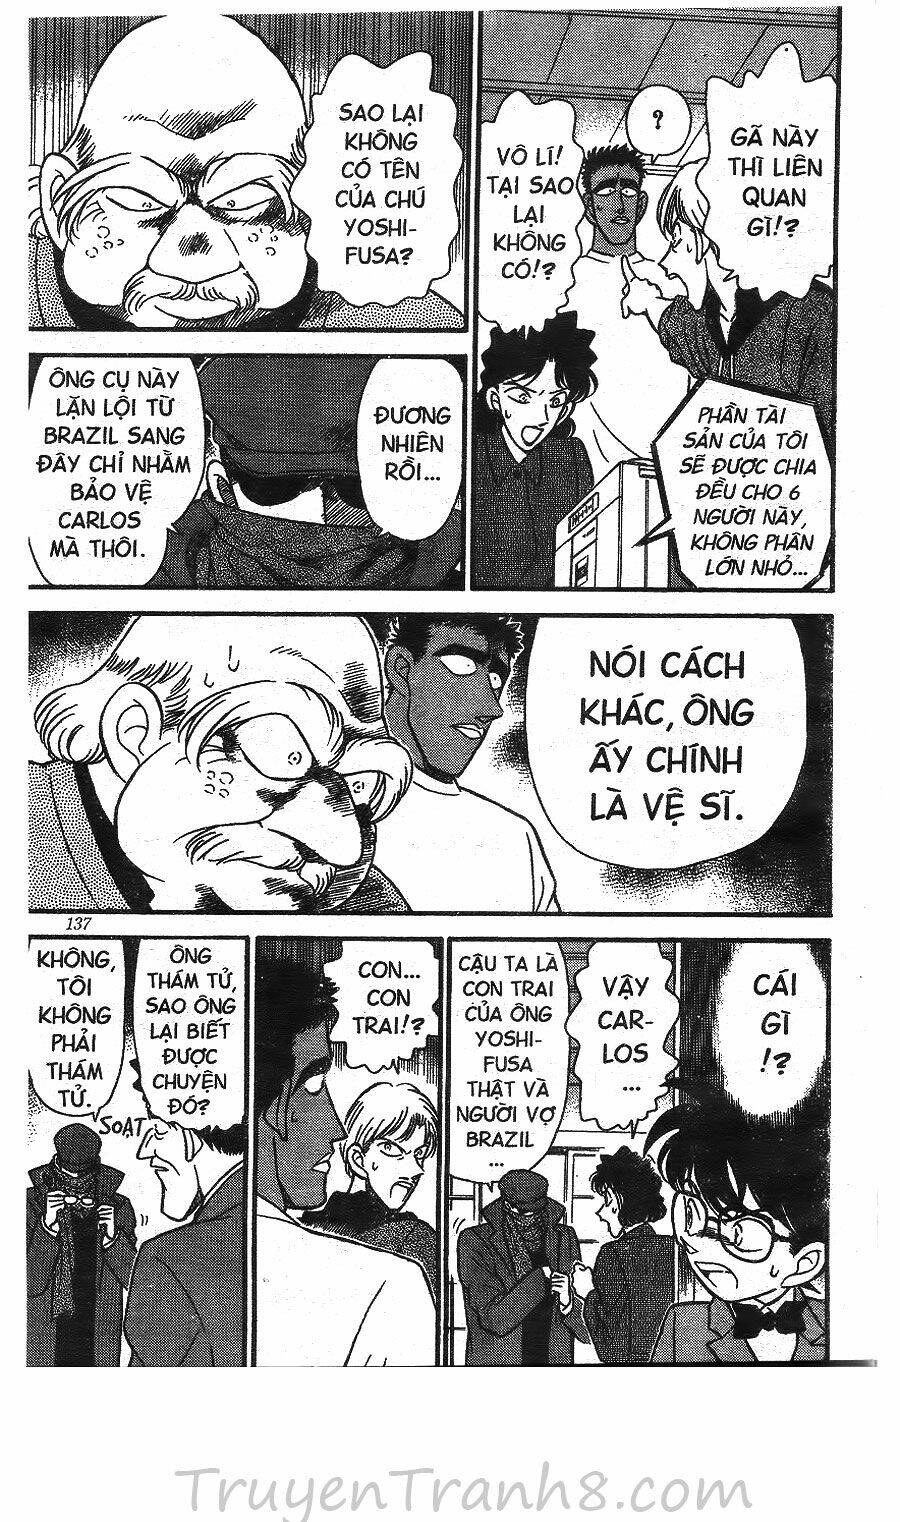 GÃ NÀY
THÌ LIÊN
QUAN
GÌ!?
?
VÔ LÍ!
TẠI SAO
LẠI
KHÔNG
CÓ!?
PHẦN TÀI
SẢN CỦA TÔI
SẼ ĐƯỢC CHIA
ĐỀU CHO 6
NGƯỜI NÀY,
KHÔNG PHÂN
LỚN NHỎ...
SAO LẠI
KHÔNG
CÓ TÊN
CỦA CHÚ
YOSHI-
FUSA?
ĐƯƠNG
NHIÊN
RỒI...
ÔNG CỤ NÀY
LẶN LỘI TỪ
BRAZIL SANG
ĐÂY CHỈ NHẰM
BẢO VỆ
CARLOS
MÀ THÔI.
NÓI CÁCH
KHÁC, ÔNG
ẤY CHÍNH
LÀ VỆ SĨ.
137
CÁI
GÌ
!?
VẬY
CAR-
LOS
...
CẬU TA LÀ
CON TRAI
CỦA ÔNG
YOSHI-
FUSA
THẬT VÀ
NGƯỜI VỢ
BRAZIL
...
CON...
CON
TRAI!?
ÔNG
THÁM TỬ,
SAO ÔNG
LẠI BIẾT
ĐƯỢC
CHUYỆN
ĐÓ?
KHÔNG,
TÔI
KHÔNG
PHẢI
THÁM
TỬ.
SOẠT
TruyenTranh8.com